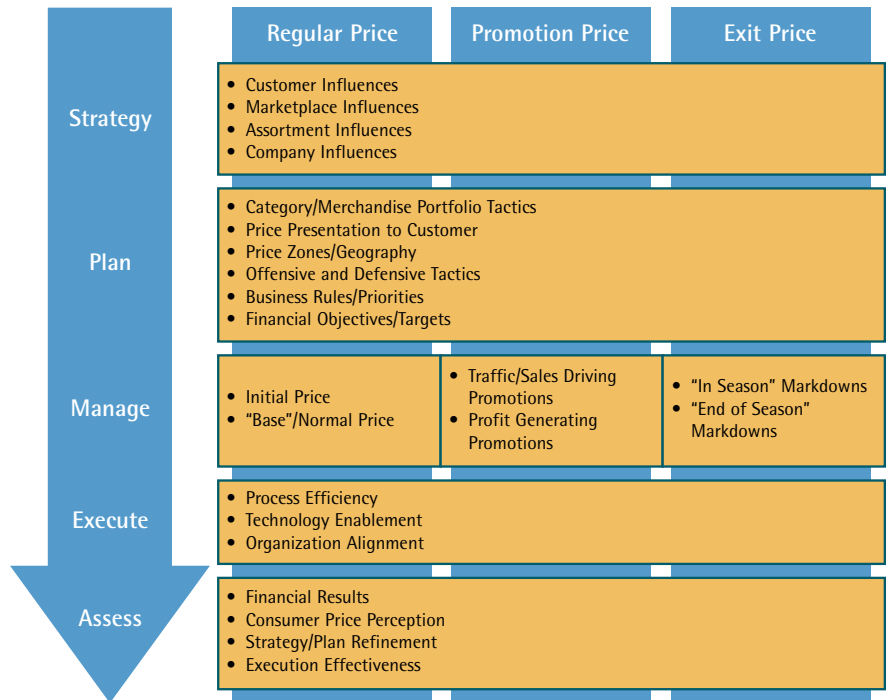 Regular Price
Promotion Price
Exit Price
Strategy
• Customer Influences
• Marketplace Influences
• Assortment Influences
• Company Influences
Plan
• Category/Merchandise Portfolio Tactics
• Price Presentation to Customer
• Price Zones/Geography
• Offensive and Defensive Tactics
• Business Rules/Priorities
• Financial Objectives/Targets
Manage
• Initial Price
• “Base”/Normal Price
• Traffic/Sales Driving
Promotions
• Profit Generating
Promotions
• “In Season” Markdowns
• “End of Season”
Markdowns
Execute
• Process Efficiency
• Technology Enablement
• Organization Alignment
Assess
• Financial Results
• Consumer Price Perception
• Strategy/Plan Refinement
• Execution Effectiveness